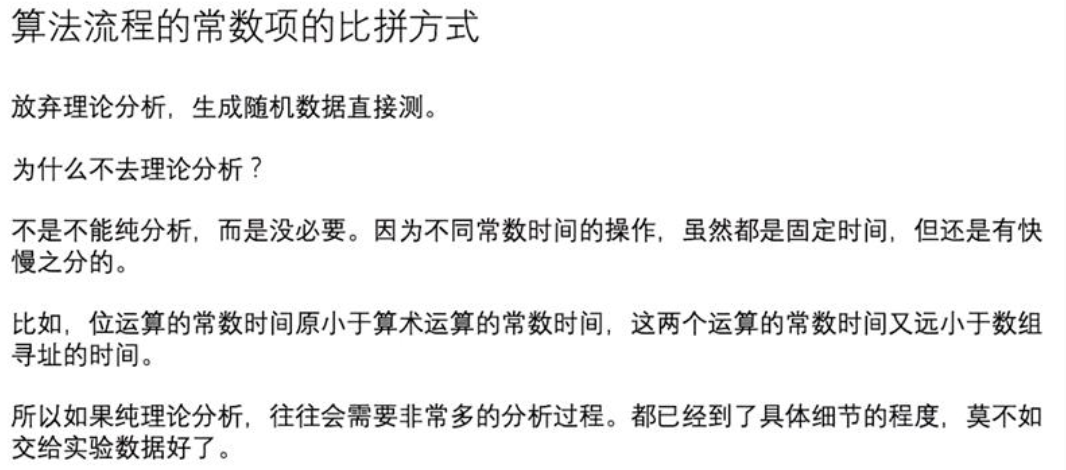 算法流程的常数项的比拼方式
放弃理论分析，生成随机数据直接测。
为什么不去理论分析？
不是不能纯分析，而是没必要。因为不同常数时间的操作，虽然都是固定时间，但还是有快
慢之分的。
比如，位运算的常数时间原小于算术运算的常数时间，这两个运算的常数时间又远小于数组
寻址的时间。
所以如果纯理论分析，往往会需要非常多的分析过程。都已经到了具体细节的程度，莫不如
交给实验数据好了。